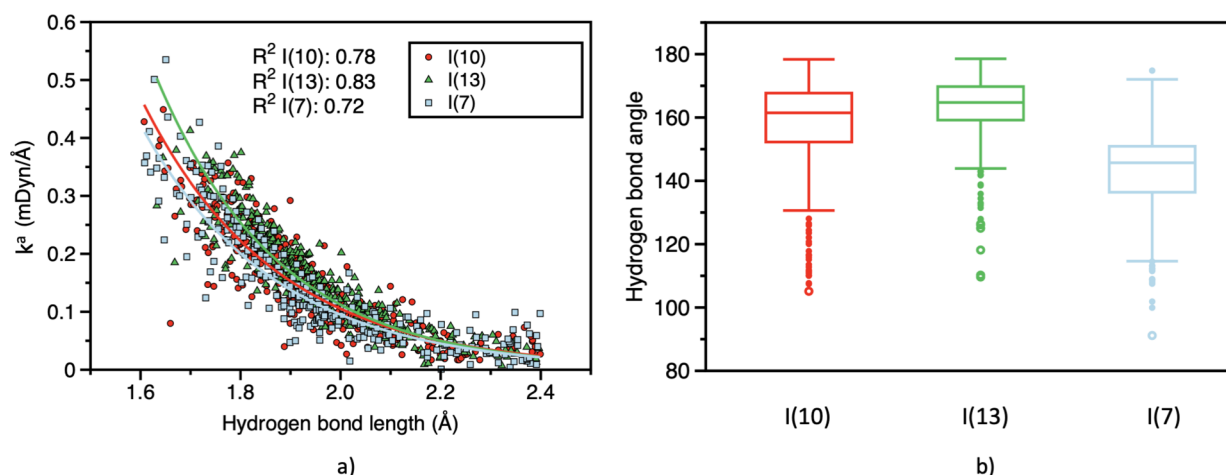 0.6
0.5
0.4
0.3
0.2
0.1
0
kᵃ (mDyn/Å)
R² I(10): 0.78
R² I(13): 0.83
R² I(7): 0.72
I(10)
I(13)
I(7)
1.6 1.8 2.0 2.2 2.4
Hydrogen bond length (Å)
a)
180
160
140
120
100
80
Hydrogen bond angle
I(10) I(13) I(7)
b)